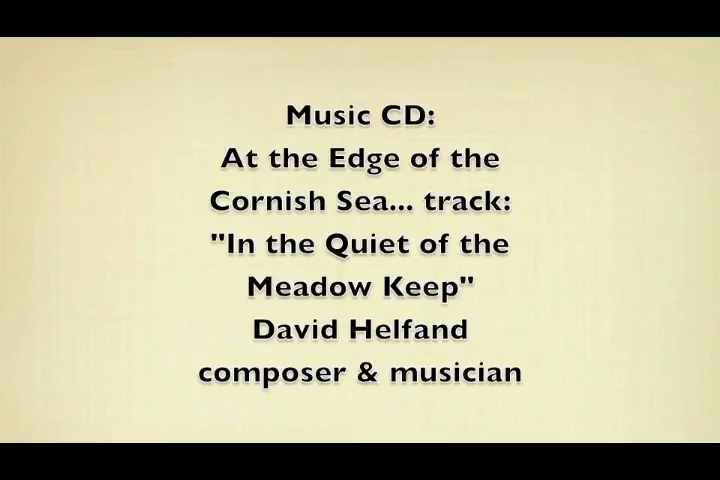 Music CD:
At the Edge of the
Cornish Sea... track:
"In the Quiet of the
Meadow Keep"
David Helfand
composer & musician